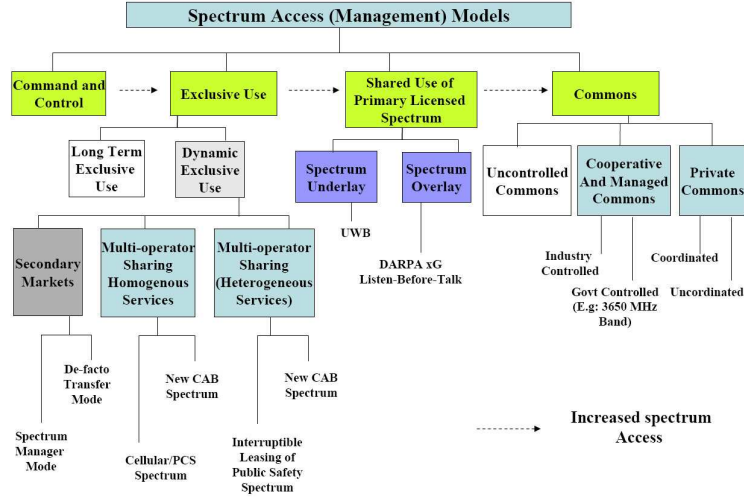 Spectrum Access (Management) Models
Command and
Control
Exclusive Use
Shared Use of
Primary Licensed
Spectrum
Commons
Long Term
Exclusive
Use
Dynamic
Exclusive
Use
Spectrum
Underlay
Spectrum
Overlay
Uncontrolled
Commons
Cooperative
And Managed
Commons
Private
Commons
UWB
DARPA xG
Listen-Before-Talk
Industry
Controlled
Govt Controlled
(E.g: 3650 MHz
Band)
Coordinated
Uncordinated
Secondary
Markets
Multi-operator
Sharing
Homogenous
Services
Multi-operator
Sharing
(Heterogeneous
Services)
De-facto
Transfer
Mode
Spectrum
Manager
Mode
New CAB
Spectrum
Cellular/PCS
Spectrum
New CAB
Spectrum
Interruptible
Leasing of
Public Safety
Spectrum
Increased spectrum
Access